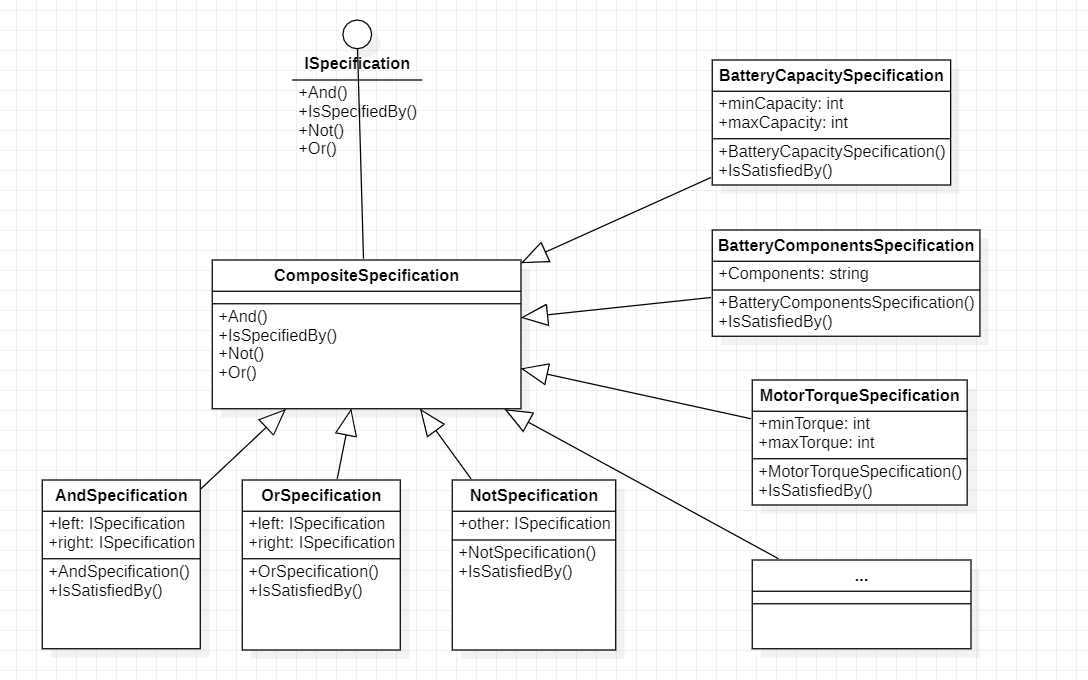 ISpecification
+And()
+IsSpecifiedBy()
+Not()
+Or()
BatteryCapacitySpecification
+minCapacity: int
+maxCapacity: int
+BatteryCapacitySpecification()
+IsSatisfiedBy()
BatteryComponentsSpecification
+Components: string
+BatteryComponentsSpecification()
+IsSatisfiedBy()
CompositeSpecification
+And()
+IsSpecifiedBy()
+Not()
+Or()
MotorTorqueSpecification
+minTorque: int
+maxTorque: int
+MotorTorqueSpecification()
+IsSatisfiedBy()
AndSpecification
+left: ISpecification
+right: ISpecification
+AndSpecification()
+IsSatisfiedBy()
OrSpecification
+left: ISpecification
+right: ISpecification
+OrSpecification()
+IsSatisfiedBy()
NotSpecification
+other: ISpecification
+NotSpecification()
+IsSatisfiedBy()
...